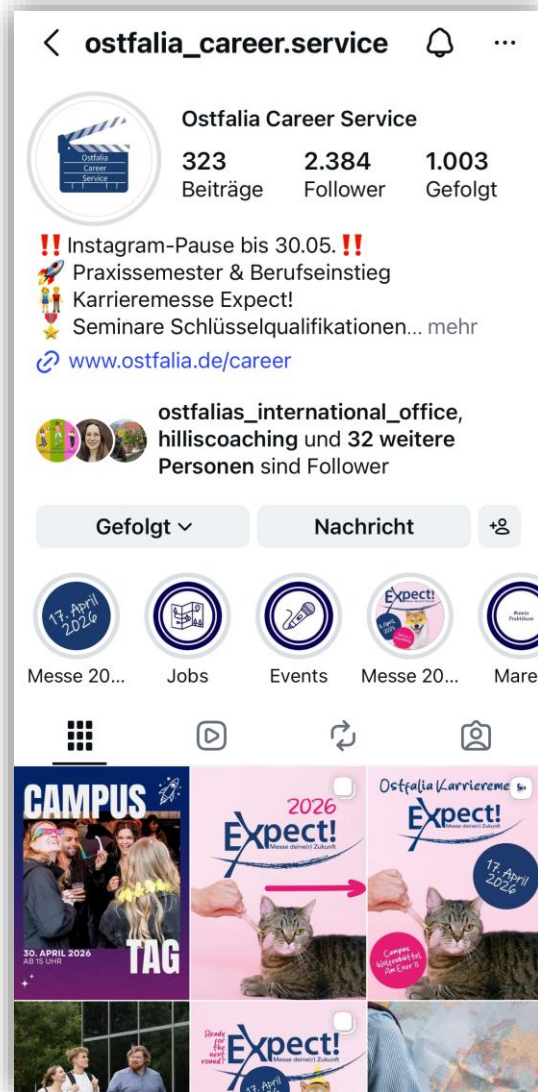 ostfalia_career.service
Ostfalia
Career
Service
Ostfalia Career Service
323 2.384 1.003
Beiträge Follower Gefolgt
‼️ Instagram-Pause bis 30.05. ‼️
🚀 Praxissemester & Berufseinstieg
👫 Karrieremesse Expect!
🎖️ Seminare Schlüsselqualifikationen... mehr
www.ostfalia.de/career
ostfalias_international_office,
hilliscoaching und 32 weitere
Personen sind Follower
Gefolgt Nachricht
17. April
2026
Expect!
Messe 20... Jobs Events Messe 20... Mare
CAMPUS
TAG
30. APRIL 2026
AB 15 UHR
2026
Expect!
Messe deine(r) Zukunft
Ostfalia Karriereme
Expect!
Messe deine(r) Zukunft
17. April
2026
Campus
Wolfenbüttel
Am Exer 11
Ready
for the
next
round?
Expect!
Messe deine(r) Zukunft
17. April